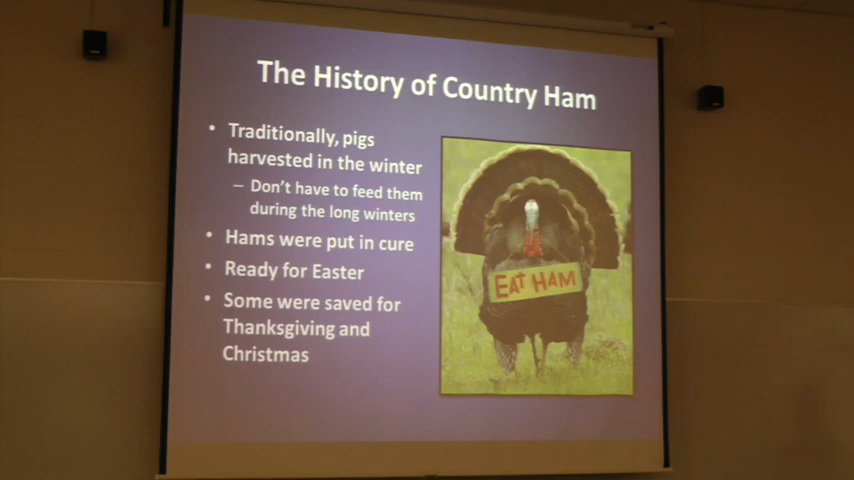 The History of Country Ham
• Traditionally, pigs
harvested in the winter
– Don't have to feed them
during the long winters
• Hams were put in cure
• Ready for Easter
• Some were saved for
Thanksgiving and
Christmas
EAT HAM